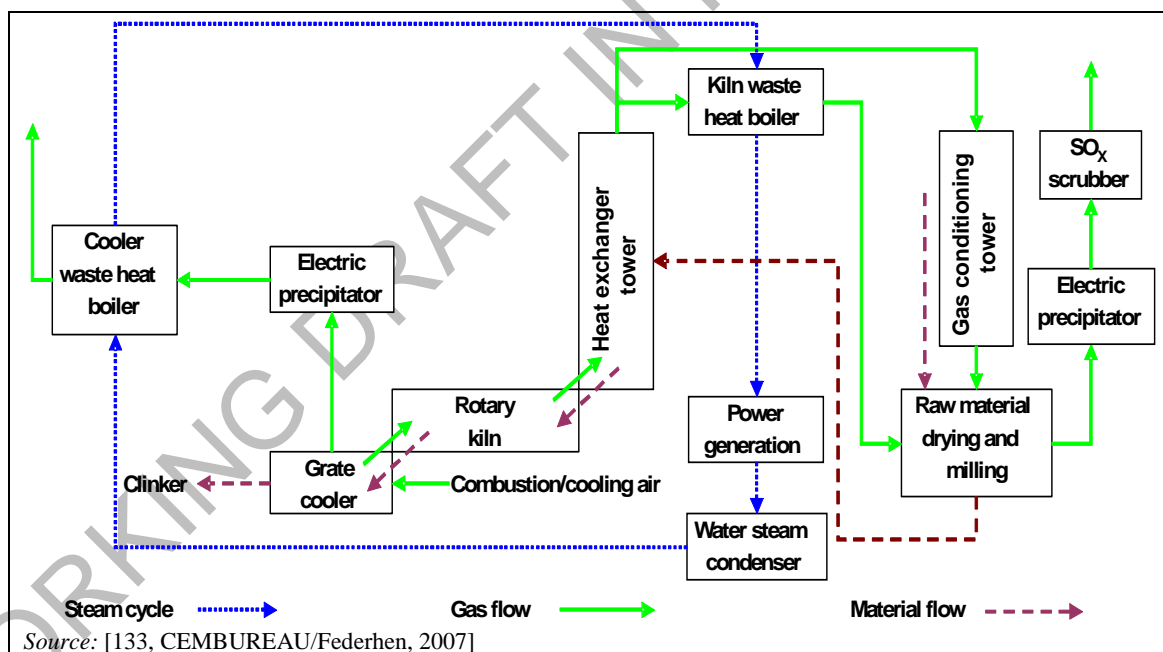 WORKING DRAFT IN
Kiln waste
heat boiler
SOX
scrubber
Gas conditioning
tower
Heat exchanger
tower
Cooler
waste heat
boiler
Electric
precipitator
Electric
precipitator
Rotary
kiln
Power
generation
Raw material
drying and
milling
Clinker
Grate
cooler
Combustion/cooling air
Water steam
condenser
Steam cycle
Gas flow
Material flow
Source: [133, CEMBUREAU/Federhen, 2007]